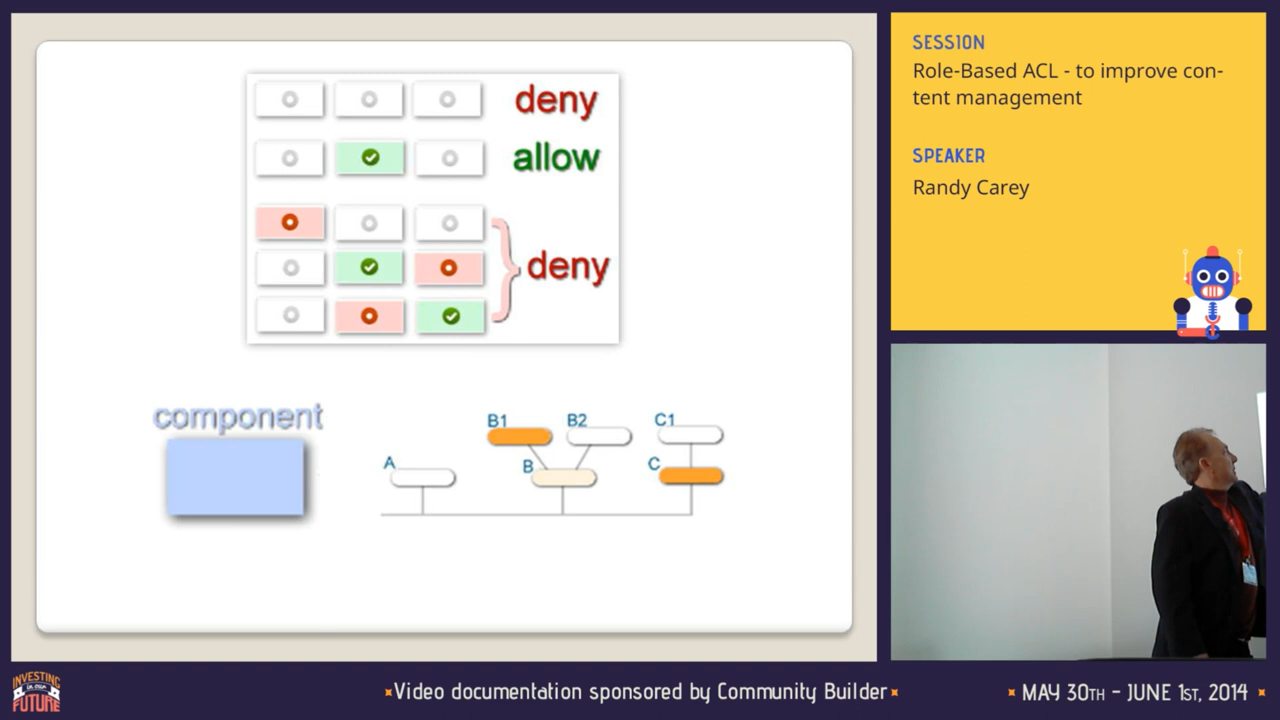 deny
allow
deny
component
B1
B2
C1
A
B
C
SESSION
Role-Based ACL - to improve con-
tent management
SPEAKER
Randy Carey
INVESTING
IN OUR
FUTURE
Video documentation sponsored by Community Builder
MAY 30TH - JUNE 1ST, 2014